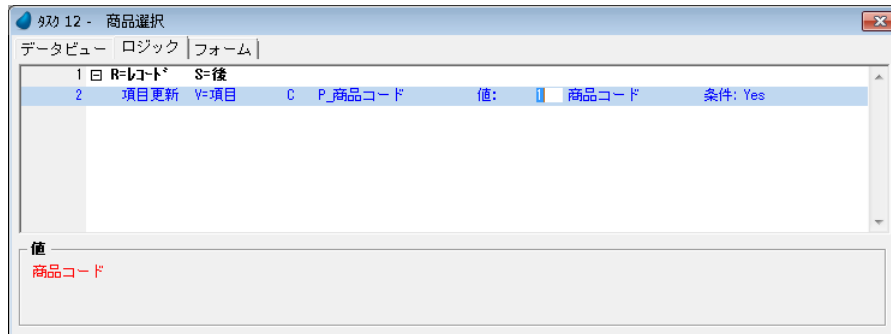 ﾀｽｸ 12 - 商品選択
データビュー ロジック フォーム
1 R=ﾚｺｰﾄﾞ S=後
2 項目更新 V=項目 C P_商品コード 値: 1 商品コード 条件: Yes
値
商品コード